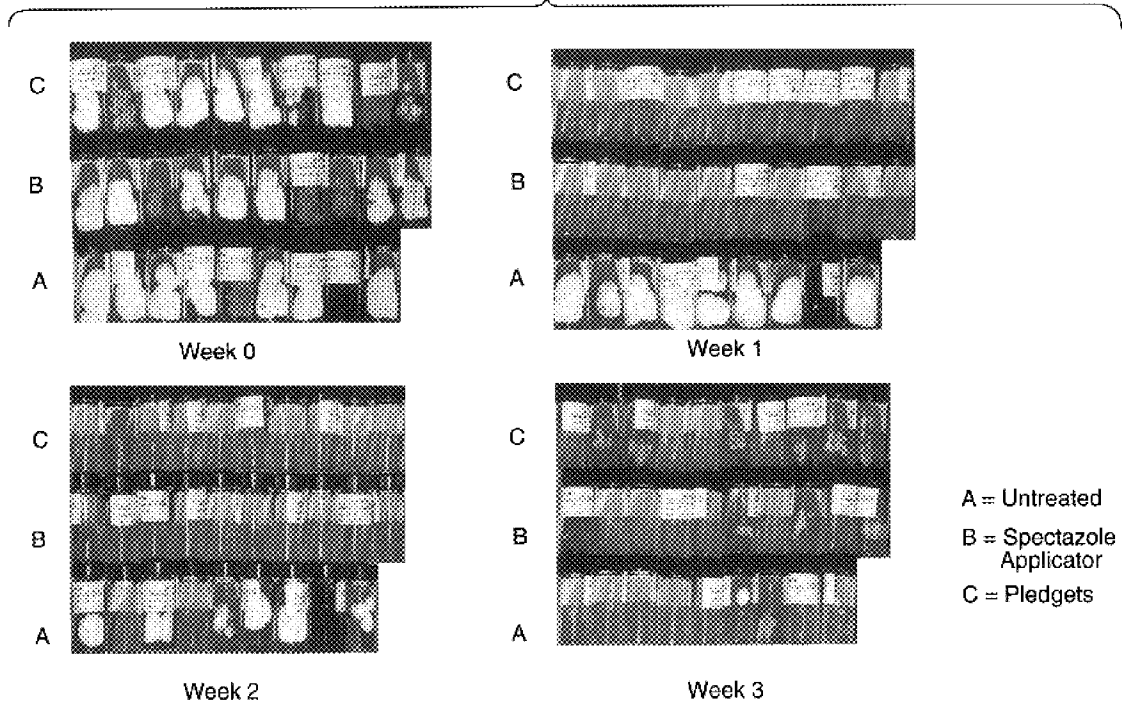 C
B
A
Week 0
C
B
A
Week 1
C
B
A
Week 2
C
B
A
Week 3
A = Untreated
B = Spectazole
Applicator
C = Pledgets